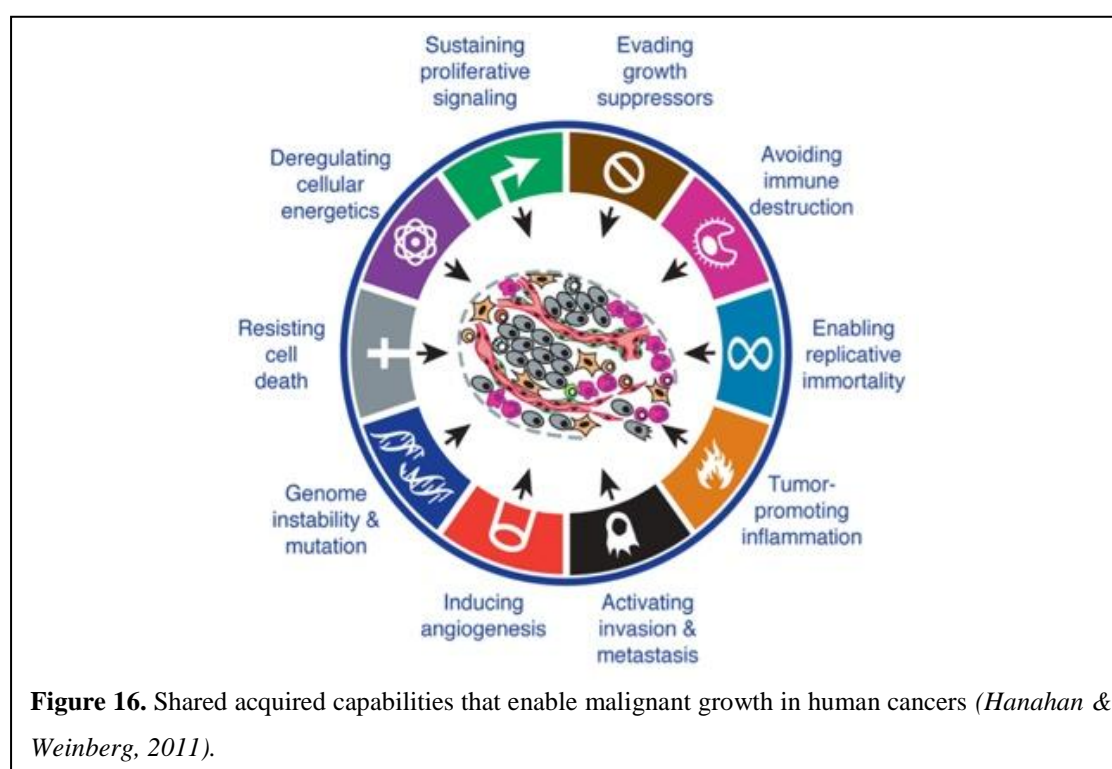 Sustaining
proliferative
signaling
Evading
growth
suppressors
Avoiding
immune
destruction
Enabling
replicative
immortality
Tumor-
promoting
inflammation
Activating
invasion &
metastasis
Inducing
angiogenesis
Genome
instability &
mutation
Resisting
cell
death
Deregulating
cellular
energetics
Figure 16. Shared acquired capabilities that enable malignant growth in human cancers (Hanahan &
Weinberg, 2011).